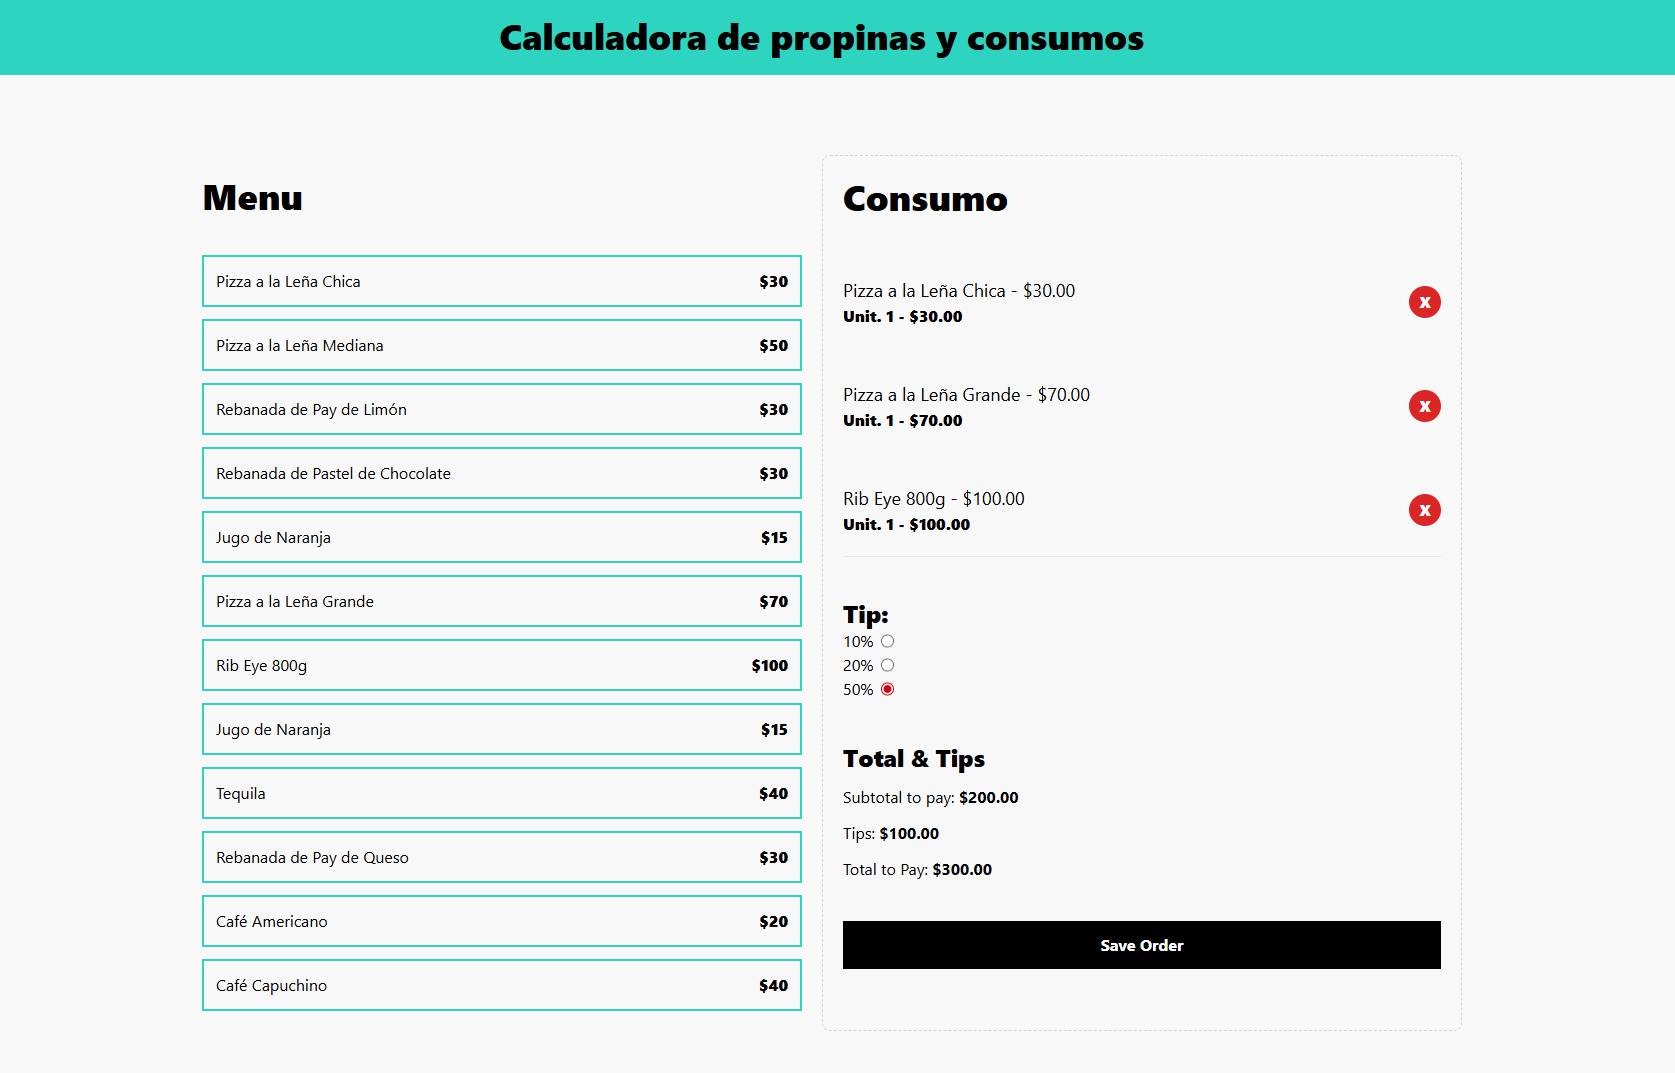 Calculadora de propinas y consumos
Menu
Pizza a la Leña Chica $30
Pizza a la Leña Mediana $50
Rebanada de Pay de Limón $30
Rebanada de Pastel de Chocolate $30
Jugo de Naranja $15
Pizza a la Leña Grande $70
Rib Eye 800g $100
Jugo de Naranja $15
Tequila $40
Rebanada de Pay de Queso $30
Café Americano $20
Café Capuchino $40
Consumo
Pizza a la Leña Chica - $30.00
Unit. 1 - $30.00
X
Pizza a la Leña Grande - $70.00
Unit. 1 - $70.00
X
Rib Eye 800g - $100.00
Unit. 1 - $100.00
X
Tip:
10%
20%
50%
Total & Tips
Subtotal to pay: $200.00
Tips: $100.00
Total to Pay: $300.00
Save Order